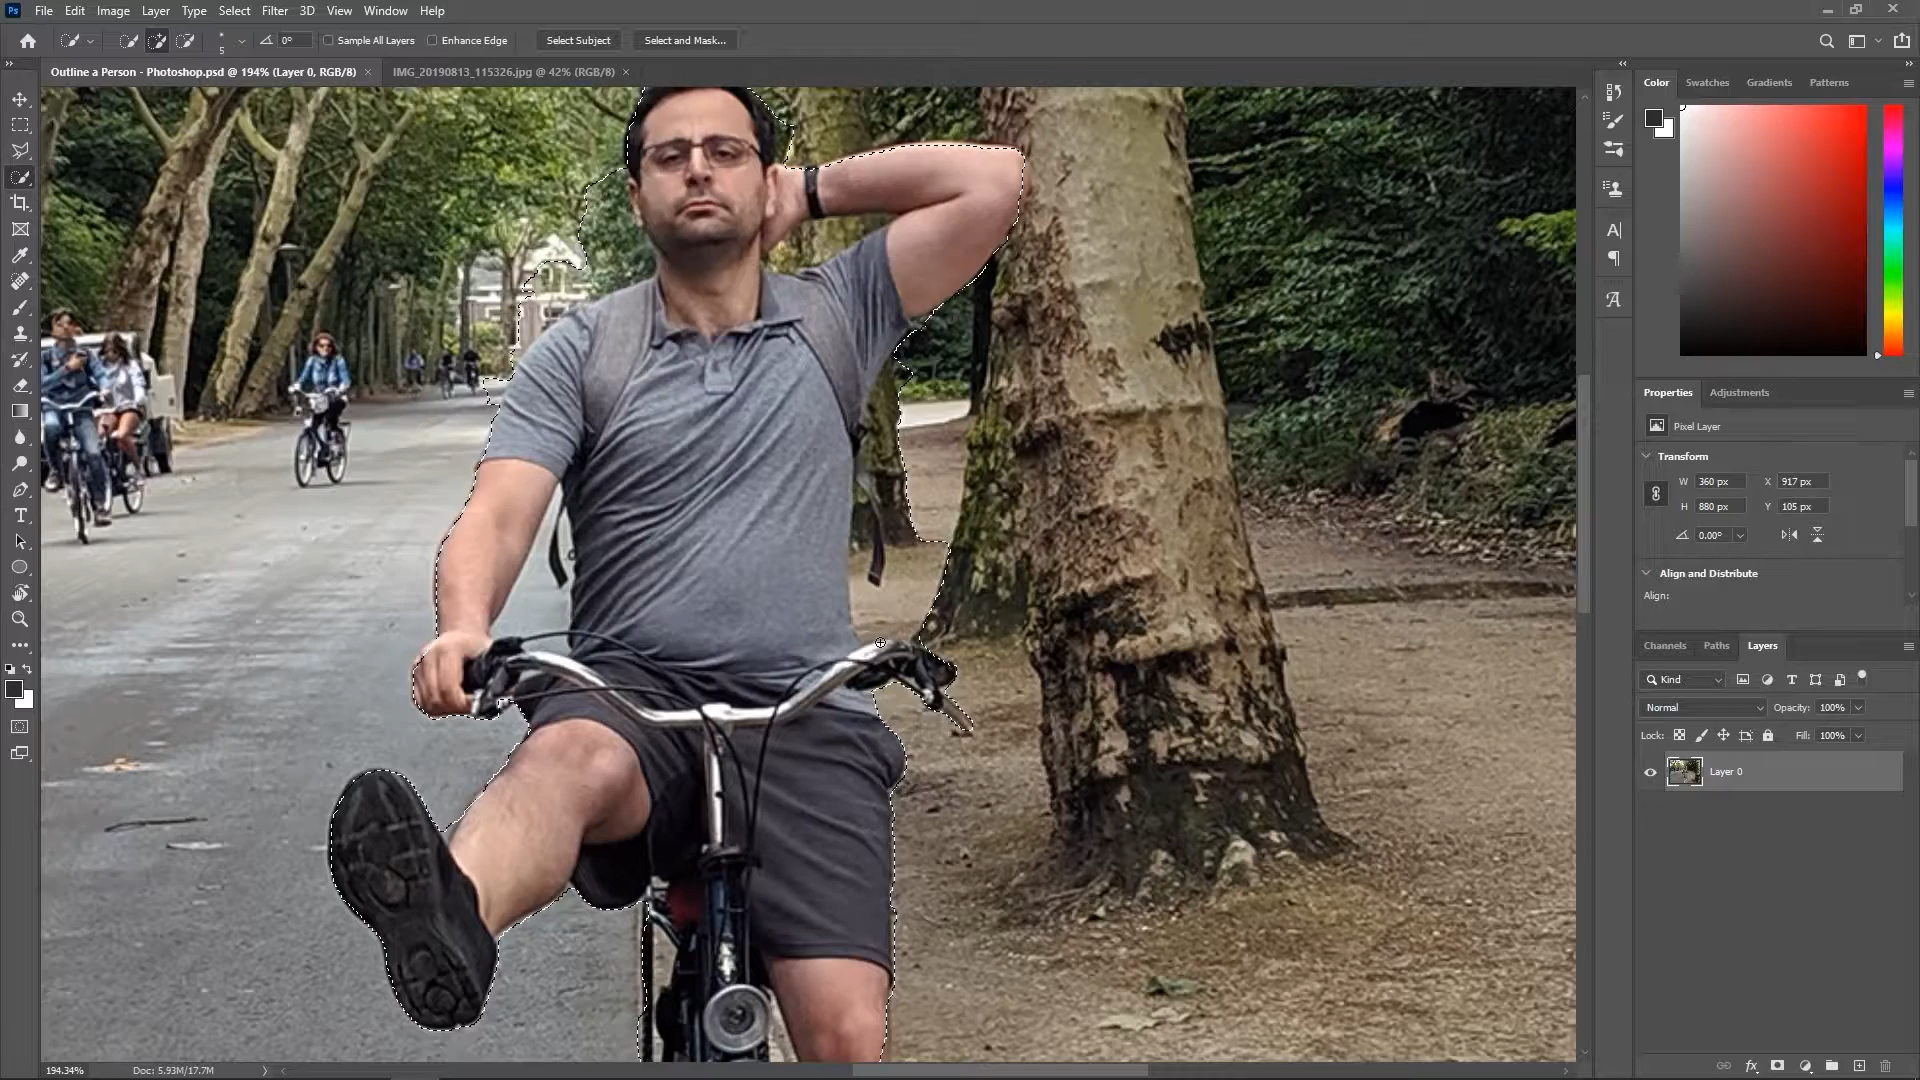 Ps File Edit Image Layer Type Select Filter 3D View Window Help
5 0° Sample All Layers Enhance Edge Select Subject Select and Mask...
Outline a Person - Photoshop.psd @ 194% (Layer 0, RGB/8) × IMG_20190813_115326.jpg @ 42% (RGB/8) ×
Color Swatches Gradients Patterns
Properties Adjustments
Pixel Layer
Transform
W 360 px X 917 px
H 880 px Y 105 px
0.00°
Align and Distribute
Align:
Channels Paths Layers
Kind
Normal Opacity: 100%
Lock: Fill: 100%
Layer 0
194.34% Doc: 5.93M/17.7M